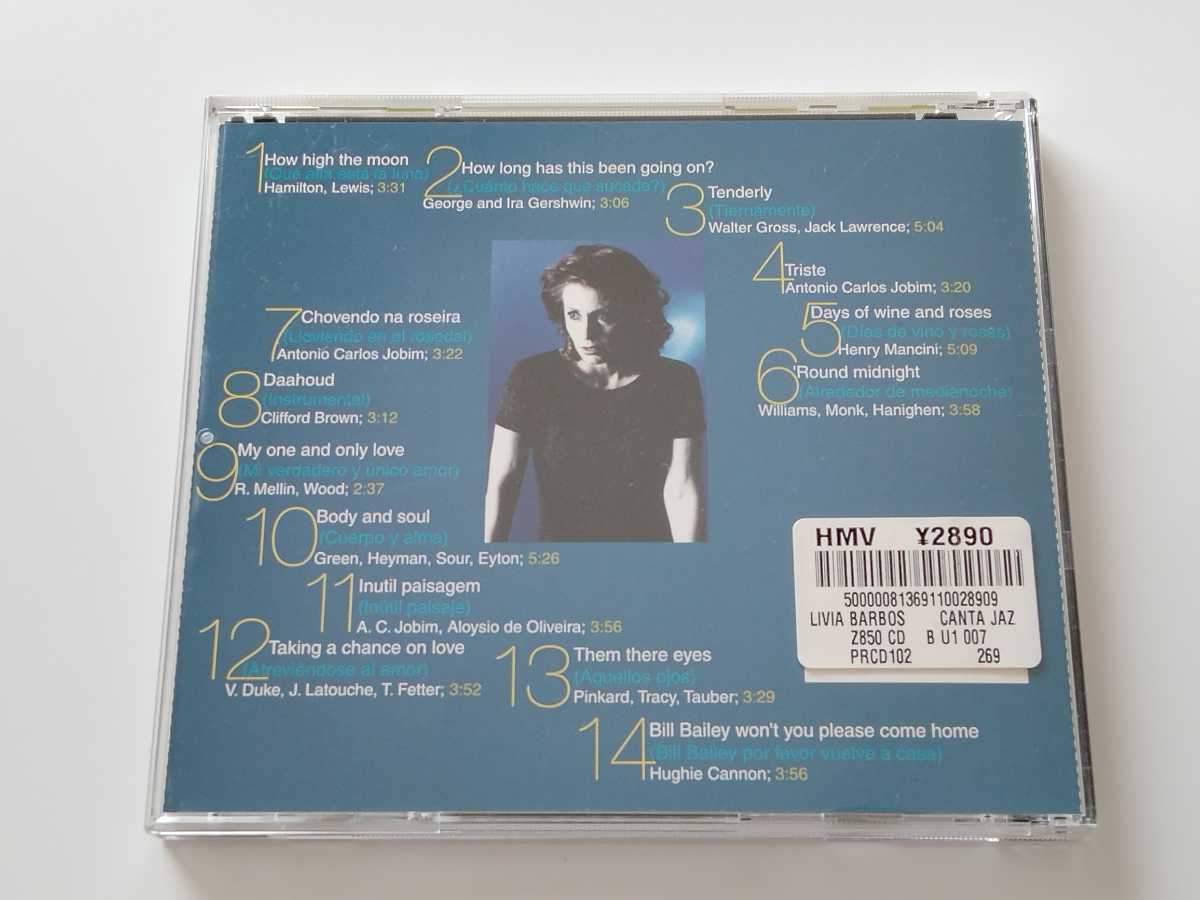 1 How high the moon
(Qué alta está la luna)
Hamilton, Lewis; 3:31
2 How long has this been going on?
(¿Cuánto hace que sucede?)
George and Ira Gershwin; 3:06
3 Tenderly
(Tiernamente)
Walter Gross, Jack Lawrence; 5:04
4 Triste
Antonio Carlos Jobim; 3:20
5 Days of wine and roses
(Días de vino y rosas)
Henry Mancini; 5:09
6 'Round midnight
(Alrededor de medianoche)
Williams, Monk, Hanighen; 3:58
7 Chovendo na roseira
(Lloviendo en el rosedal)
Antonio Carlos Jobim; 3:22
8 Daahoud
(Instrumental)
Clifford Brown; 3:12
9 My one and only love
(Mi verdadero y único amor)
R. Mellin, Wood; 2:37
10 Body and soul
(Cuerpo y alma)
Green, Heyman, Sour, Eyton; 5:26
11 Inutil paisagem
(Inútil paisaje)
A. C. Jobim, Aloysio de Oliveira; 3:56
12 Taking a chance on love
(Atreviéndose al amor)
V. Duke, J. Latouche, T. Fetter; 3:52
13 Them there eyes
(Aquellos ojos)
Pinkard, Tracy, Tauber; 3:29
14 Bill Bailey won't you please come home
(Bill Bailey por favor vuelve a casa)
Hughie Cannon; 3:56
HMV ¥2890
50000081369110028909
LIVIA BARBOS CANTA JAZ
Z850 CD B U1 007
PRCD102 269